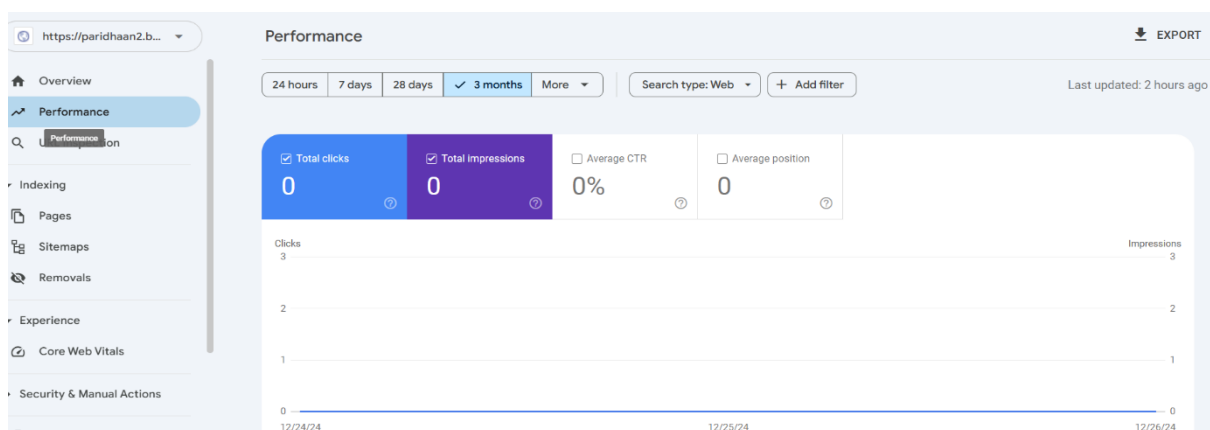 https://paridhaan2.b...
Performance
EXPORT
Overview
24 hours 7 days 28 days 3 months More
Search type: Web
Add filter
Last updated: 2 hours ago
Performance
Performance
Indexing
Pages
Sitemaps
Removals
Experience
Core Web Vitals
Security & Manual Actions
Total clicks
0
Total impressions
0
Average CTR
0%
Average position
0
Clicks
Impressions
3 3
2 2
1 1
0 0
12/24/24 12/25/24 12/26/24